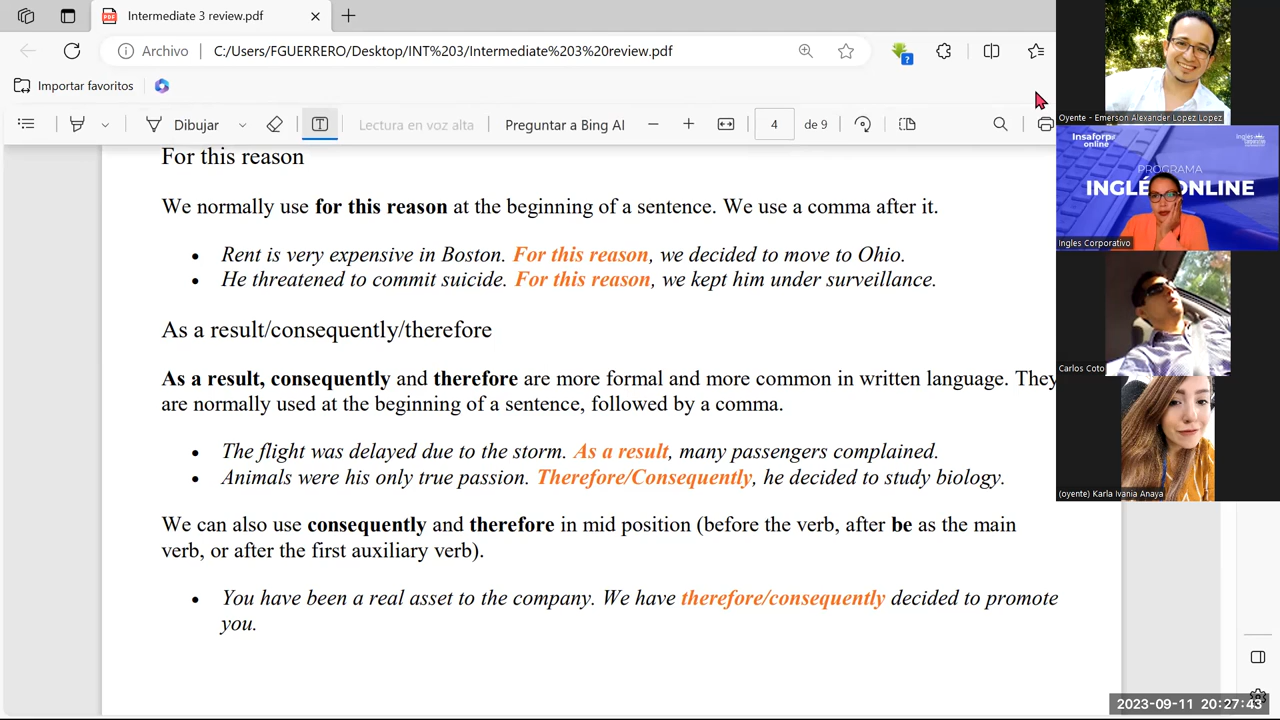 Intermediate 3 review.pdf
Archivo
C:/Users/FGUERRERO/Desktop/INT%203/Intermediate%203%20review.pdf
Importar favoritos
Dibujar
Lectura en voz alta
Preguntar a Bing AI
4
de 9
For this reason
We normally use for this reason at the beginning of a sentence. We use a comma after it.
• Rent is very expensive in Boston. For this reason, we decided to move to Ohio.
• He threatened to commit suicide. For this reason, we kept him under surveillance.
As a result/consequently/therefore
As a result, consequently and therefore are more formal and more common in written language. They
are normally used at the beginning of a sentence, followed by a comma.
• The flight was delayed due to the storm. As a result, many passengers complained.
• Animals were his only true passion. Therefore/Consequently, he decided to study biology.
We can also use consequently and therefore in mid position (before the verb, after be as the main
verb, or after the first auxiliary verb).
• You have been a real asset to the company. We have therefore/consequently decided to promote
you.
Oyente - Emerson Alexander Lopez Lopez
Insaforp
online
PROGRAMA
INGLÉS ONLINE
Ingles Corporativo
Carlos Coto
(oyente) Karla Ivania Anaya
2023-09-11 20:27:43